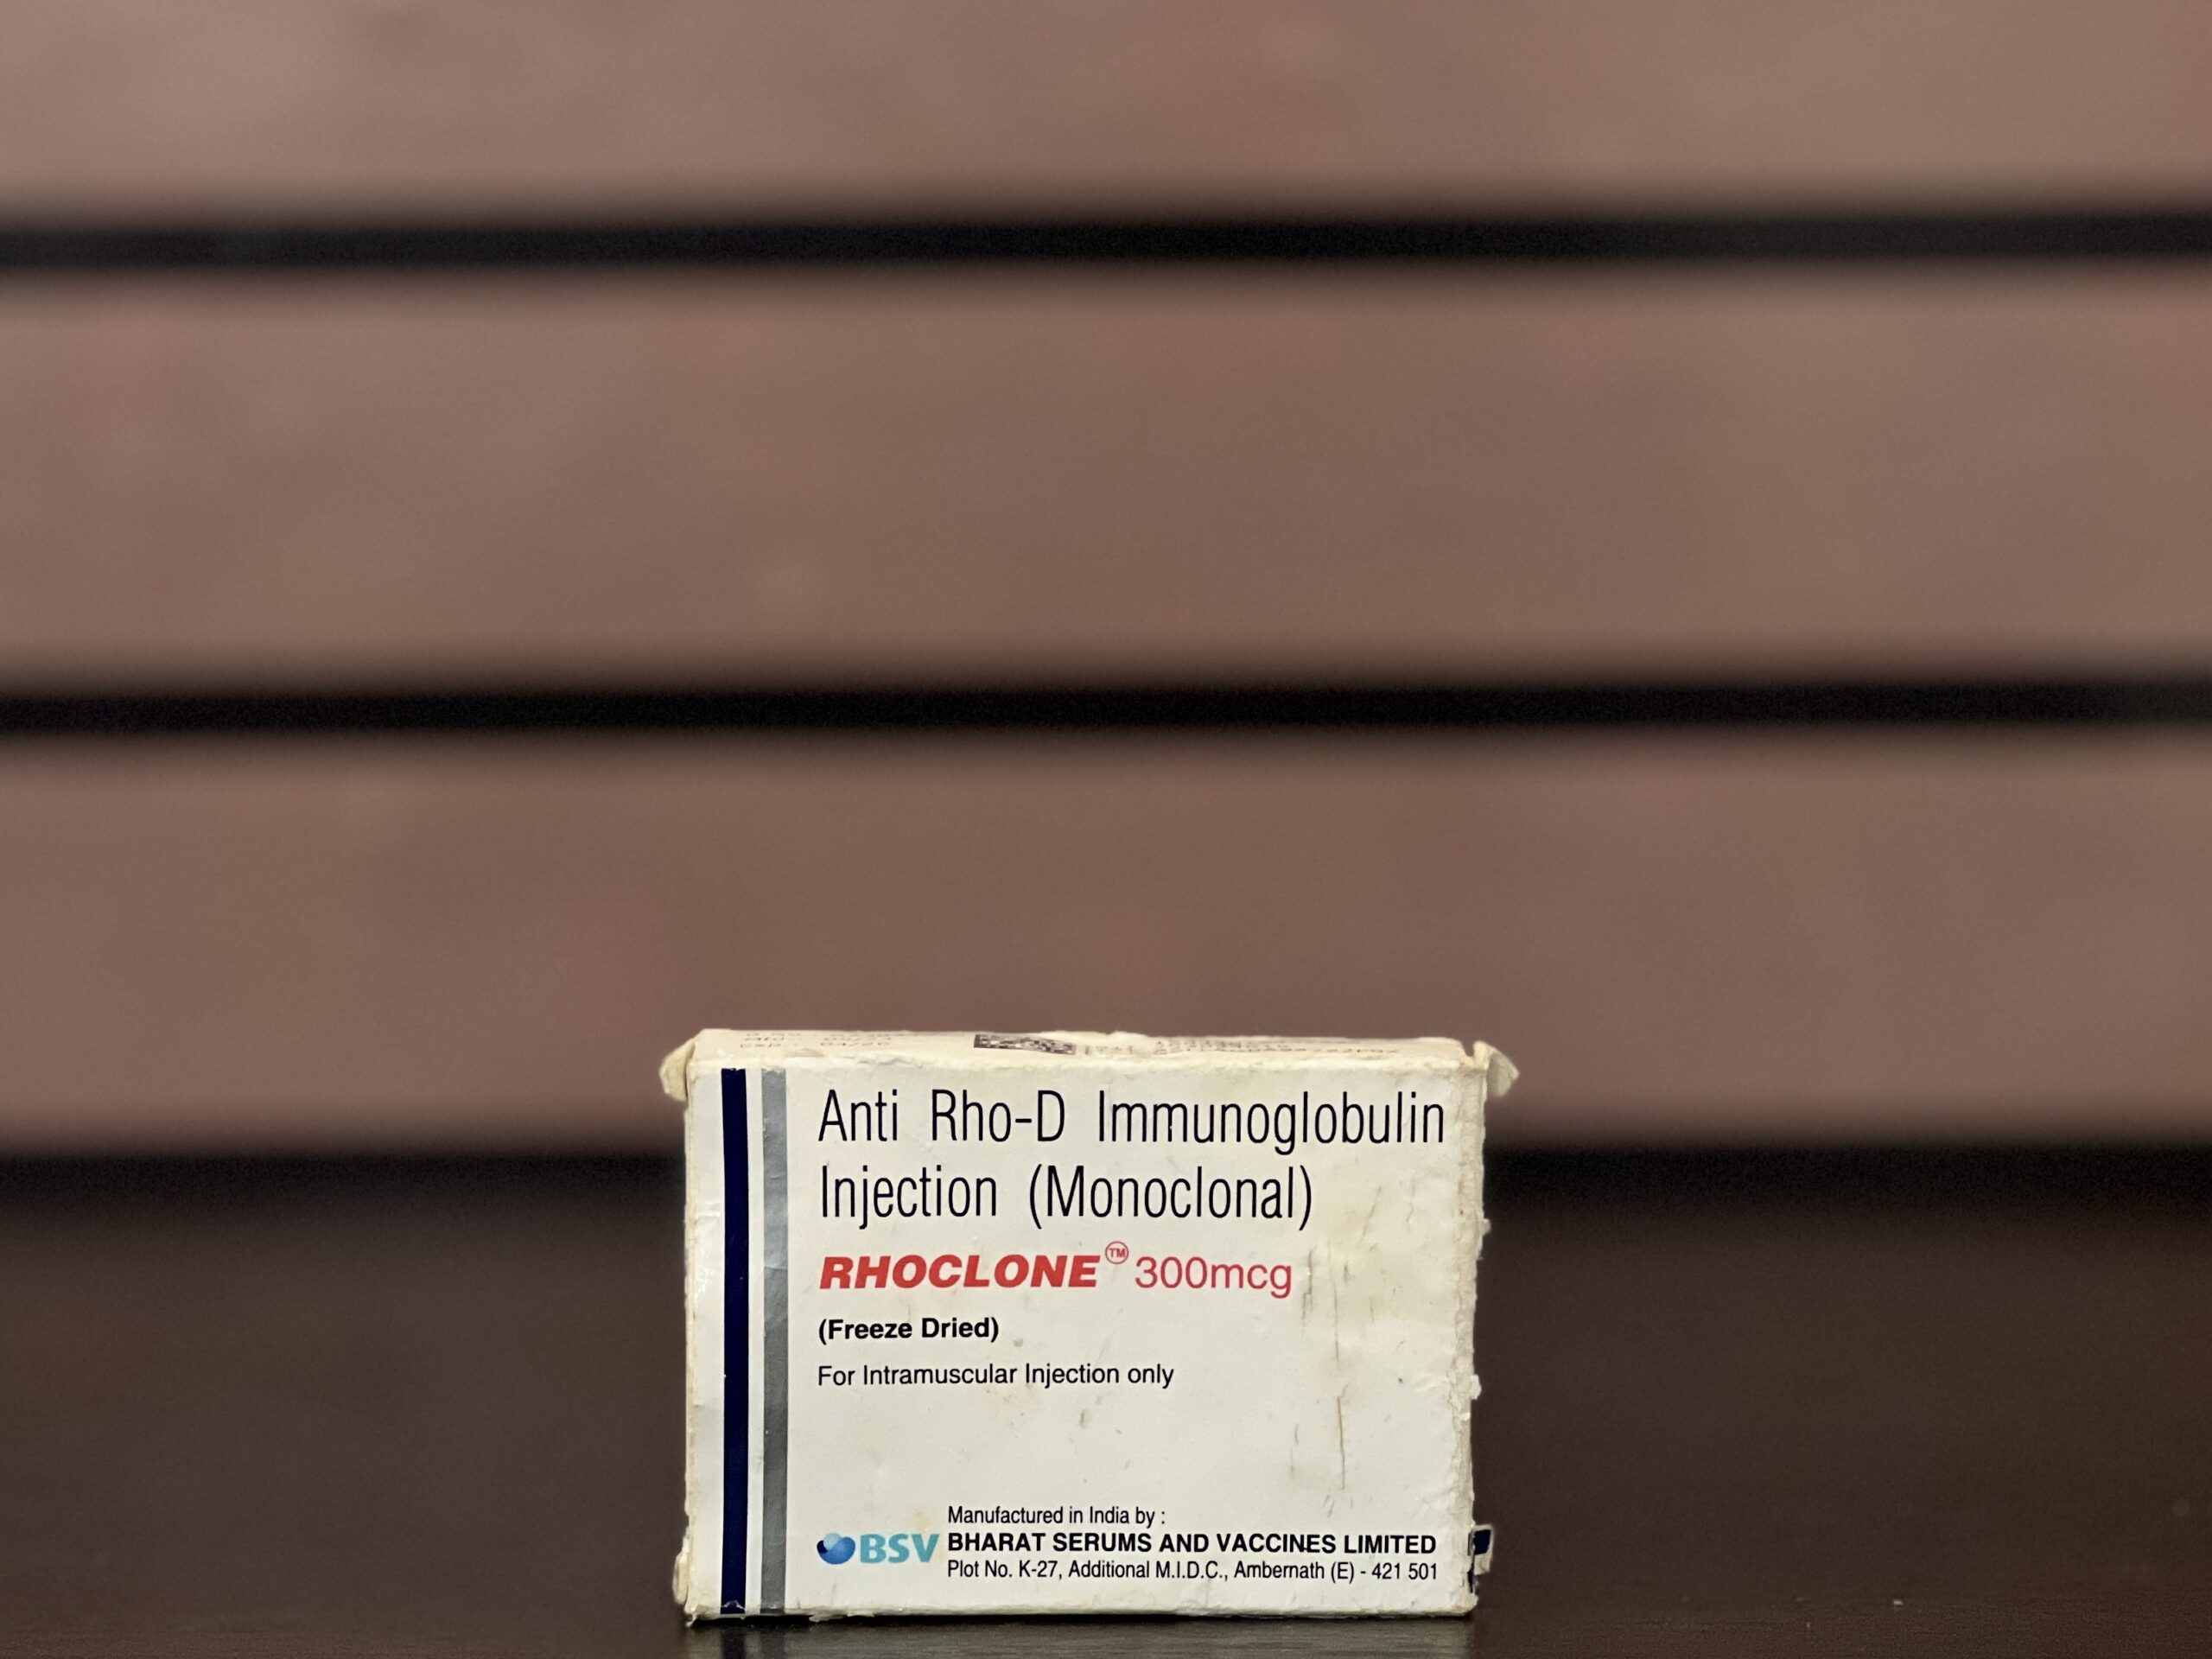 Anti Rho-D Immunoglobulin
Injection (Monoclonal)
RHOCLONE™ 300mcg
(Freeze Dried)
For Intramuscular Injection only
Manufactured in India by :
BSV BHARAT SERUMS AND VACCINES LIMITED
Plot No. K-27, Additional M.I.D.C., Ambernath (E) - 421 501